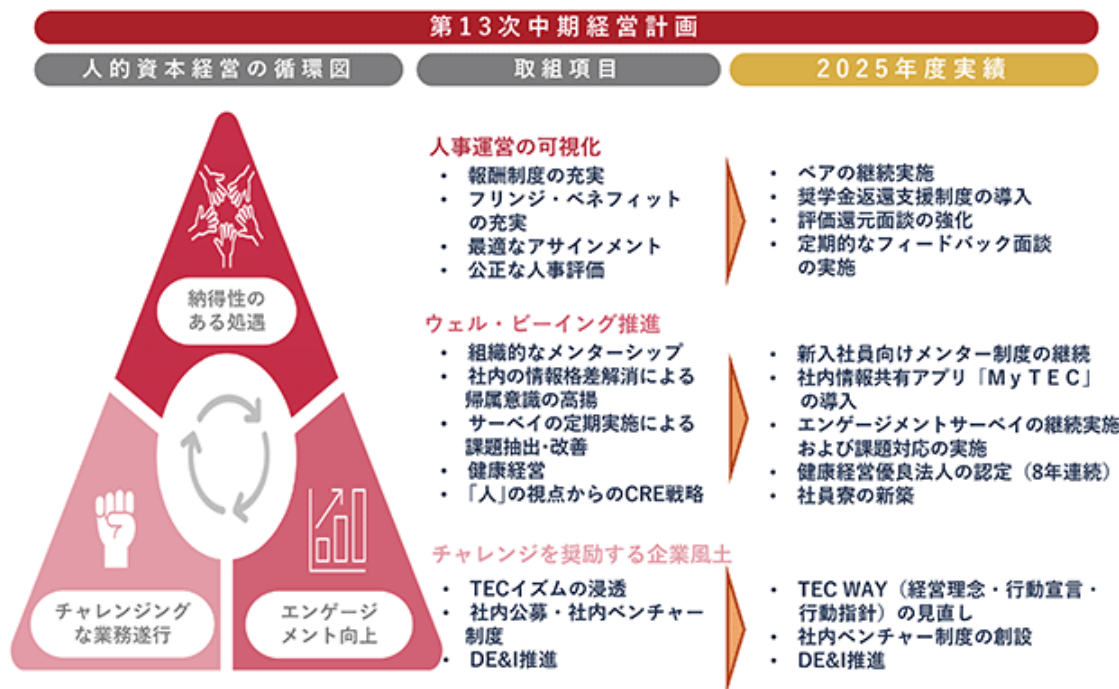 第13次中期経営計画
人的資本経営の循環図
取組項目
2025年度実績
納得性の
ある処遇
チャレンジング
な業務遂行
エンゲージ
メント向上
人事運営の可視化
・ 報酬制度の充実
・ フリンジ・ベネフィット
の充実
・ 最適なアサインメント
・ 公正な人事評価
・ ベアの継続実施
・ 奨学金返還支援制度の導入
・ 評価還元面談の強化
・ 定期的なフィードバック面談
の実施
ウェル・ビーイング推進
・ 組織的なメンターシップ
・ 社内の情報格差解消による
帰属意識の高揚
・ サーベイの定期実施による
課題抽出・改善
・ 健康経営
・ 「人」の視点からのCRE戦略
・ 新入社員向けメンター制度の継続
・ 社内情報共有アプリ「MyTEC」
の導入
・ エンゲージメントサーベイの継続実施
および課題対応の実施
・ 健康経営優良法人の認定（8年連続）
・ 社員寮の新築
チャレンジを奨励する企業風土
・ TECイズムの浸透
・ 社内公募・社内ベンチャー
制度
・ DE&I推進
・ TEC WAY（経営理念・行動宣言・
行動指針）の見直し
・ 社内ベンチャー制度の創設
・ DE&I推進